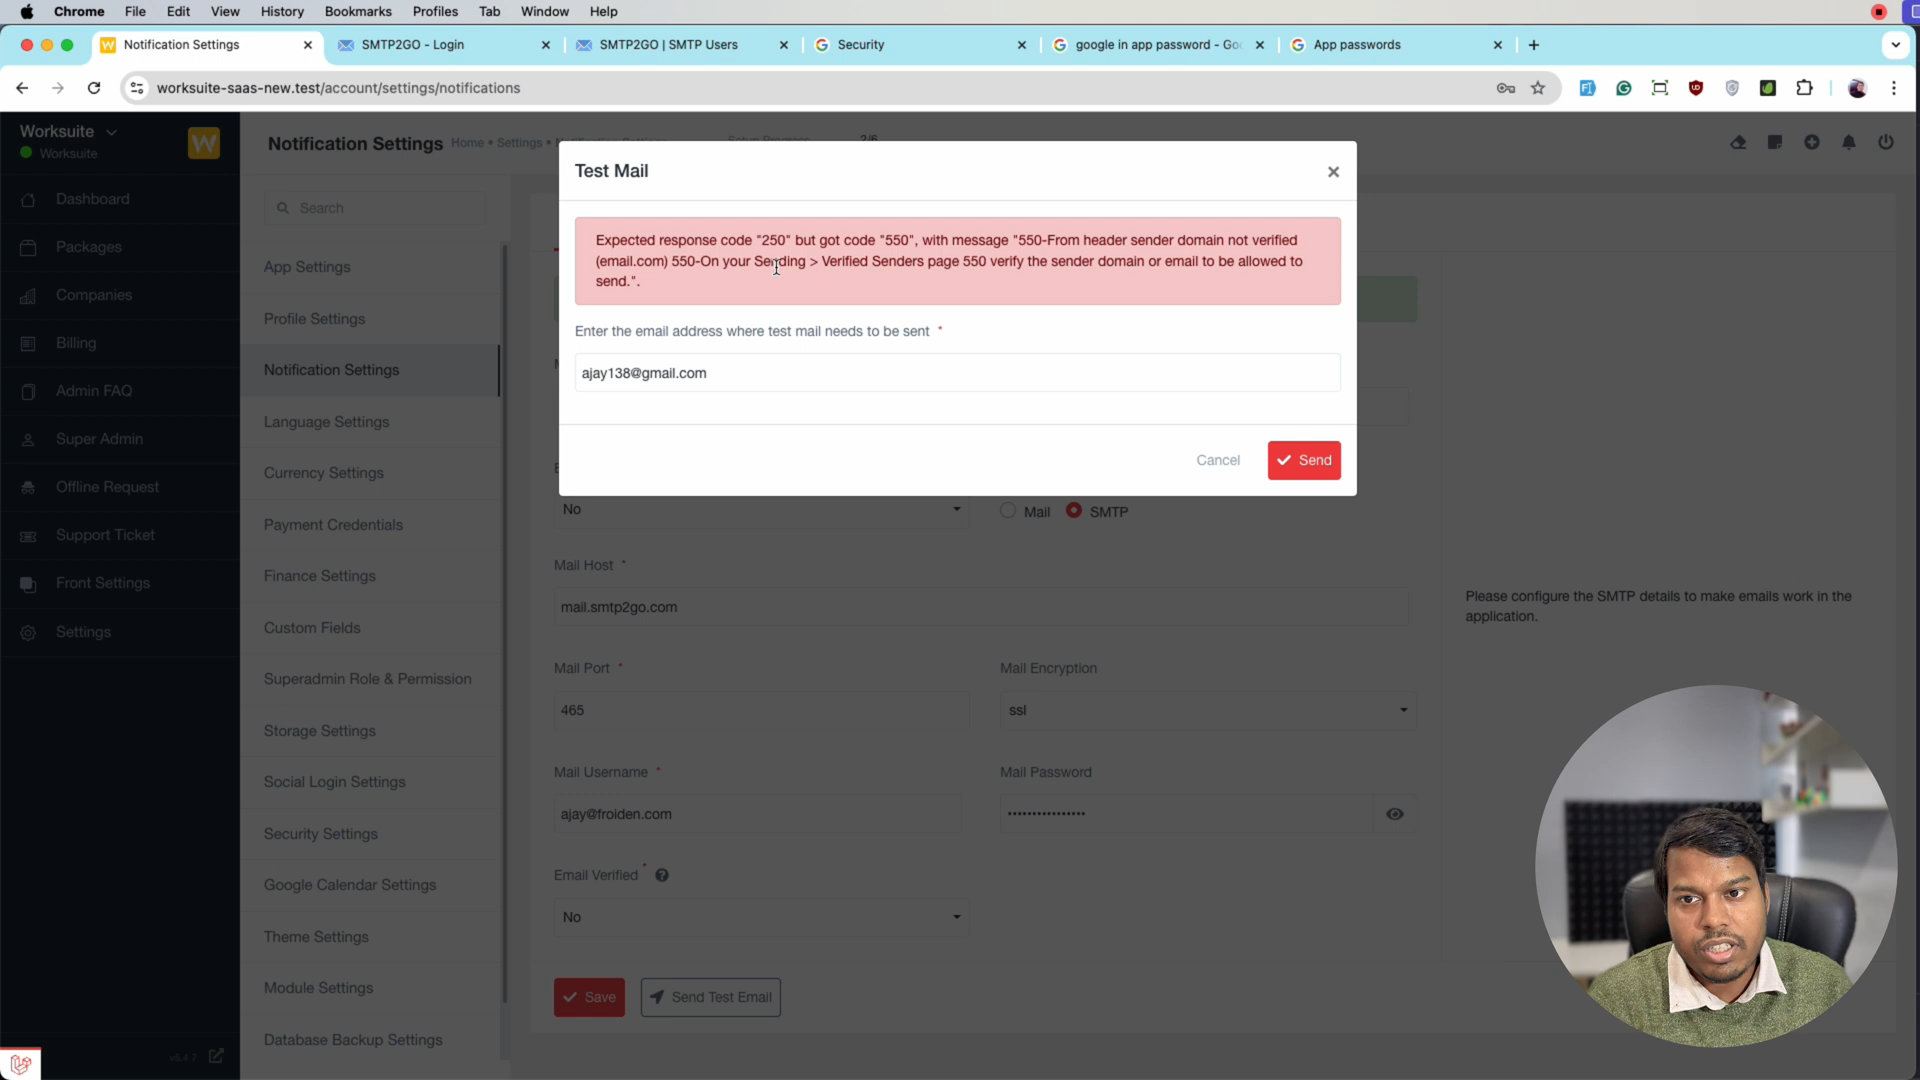 Chrome File Edit View History Bookmarks Profiles Tab Window Help
Notification Settings
SMTP2GO - Login
SMTP2GO | SMTP Users
Security
google in app password - Goo
App passwords
worksuite-saas-new.test/account/settings/notifications
Worksuite
Worksuite
W
Notification Settings
Home • Settings •
2/6
Dashboard
Packages
Companies
Billing
Admin FAQ
Super Admin
Offline Request
Support Ticket
Front Settings
Settings
v5.4.7
Search
App Settings
Profile Settings
Notification Settings
Language Settings
Currency Settings
Payment Credentials
Finance Settings
Custom Fields
Superadmin Role & Permission
Storage Settings
Social Login Settings
Security Settings
Google Calendar Settings
Theme Settings
Module Settings
Database Backup Settings
Test Mail
Expected response code "250" but got code "550", with message "550-From header sender domain not verified
(email.com) 550-On your Sending > Verified Senders page 550 verify the sender domain or email to be allowed to
send.".
Enter the email address where test mail needs to be sent *
ajay138@gmail.com
Cancel
Send
No
Mail SMTP
Mail Host *
mail.smtp2go.com
Mail Port *
465
Mail Encryption
ssl
Mail Username *
ajay@froiden.com
Mail Password
••••••••••••••••
Email Verified *
No
Save
Send Test Email
Please configure the SMTP details to make emails work in the
application.